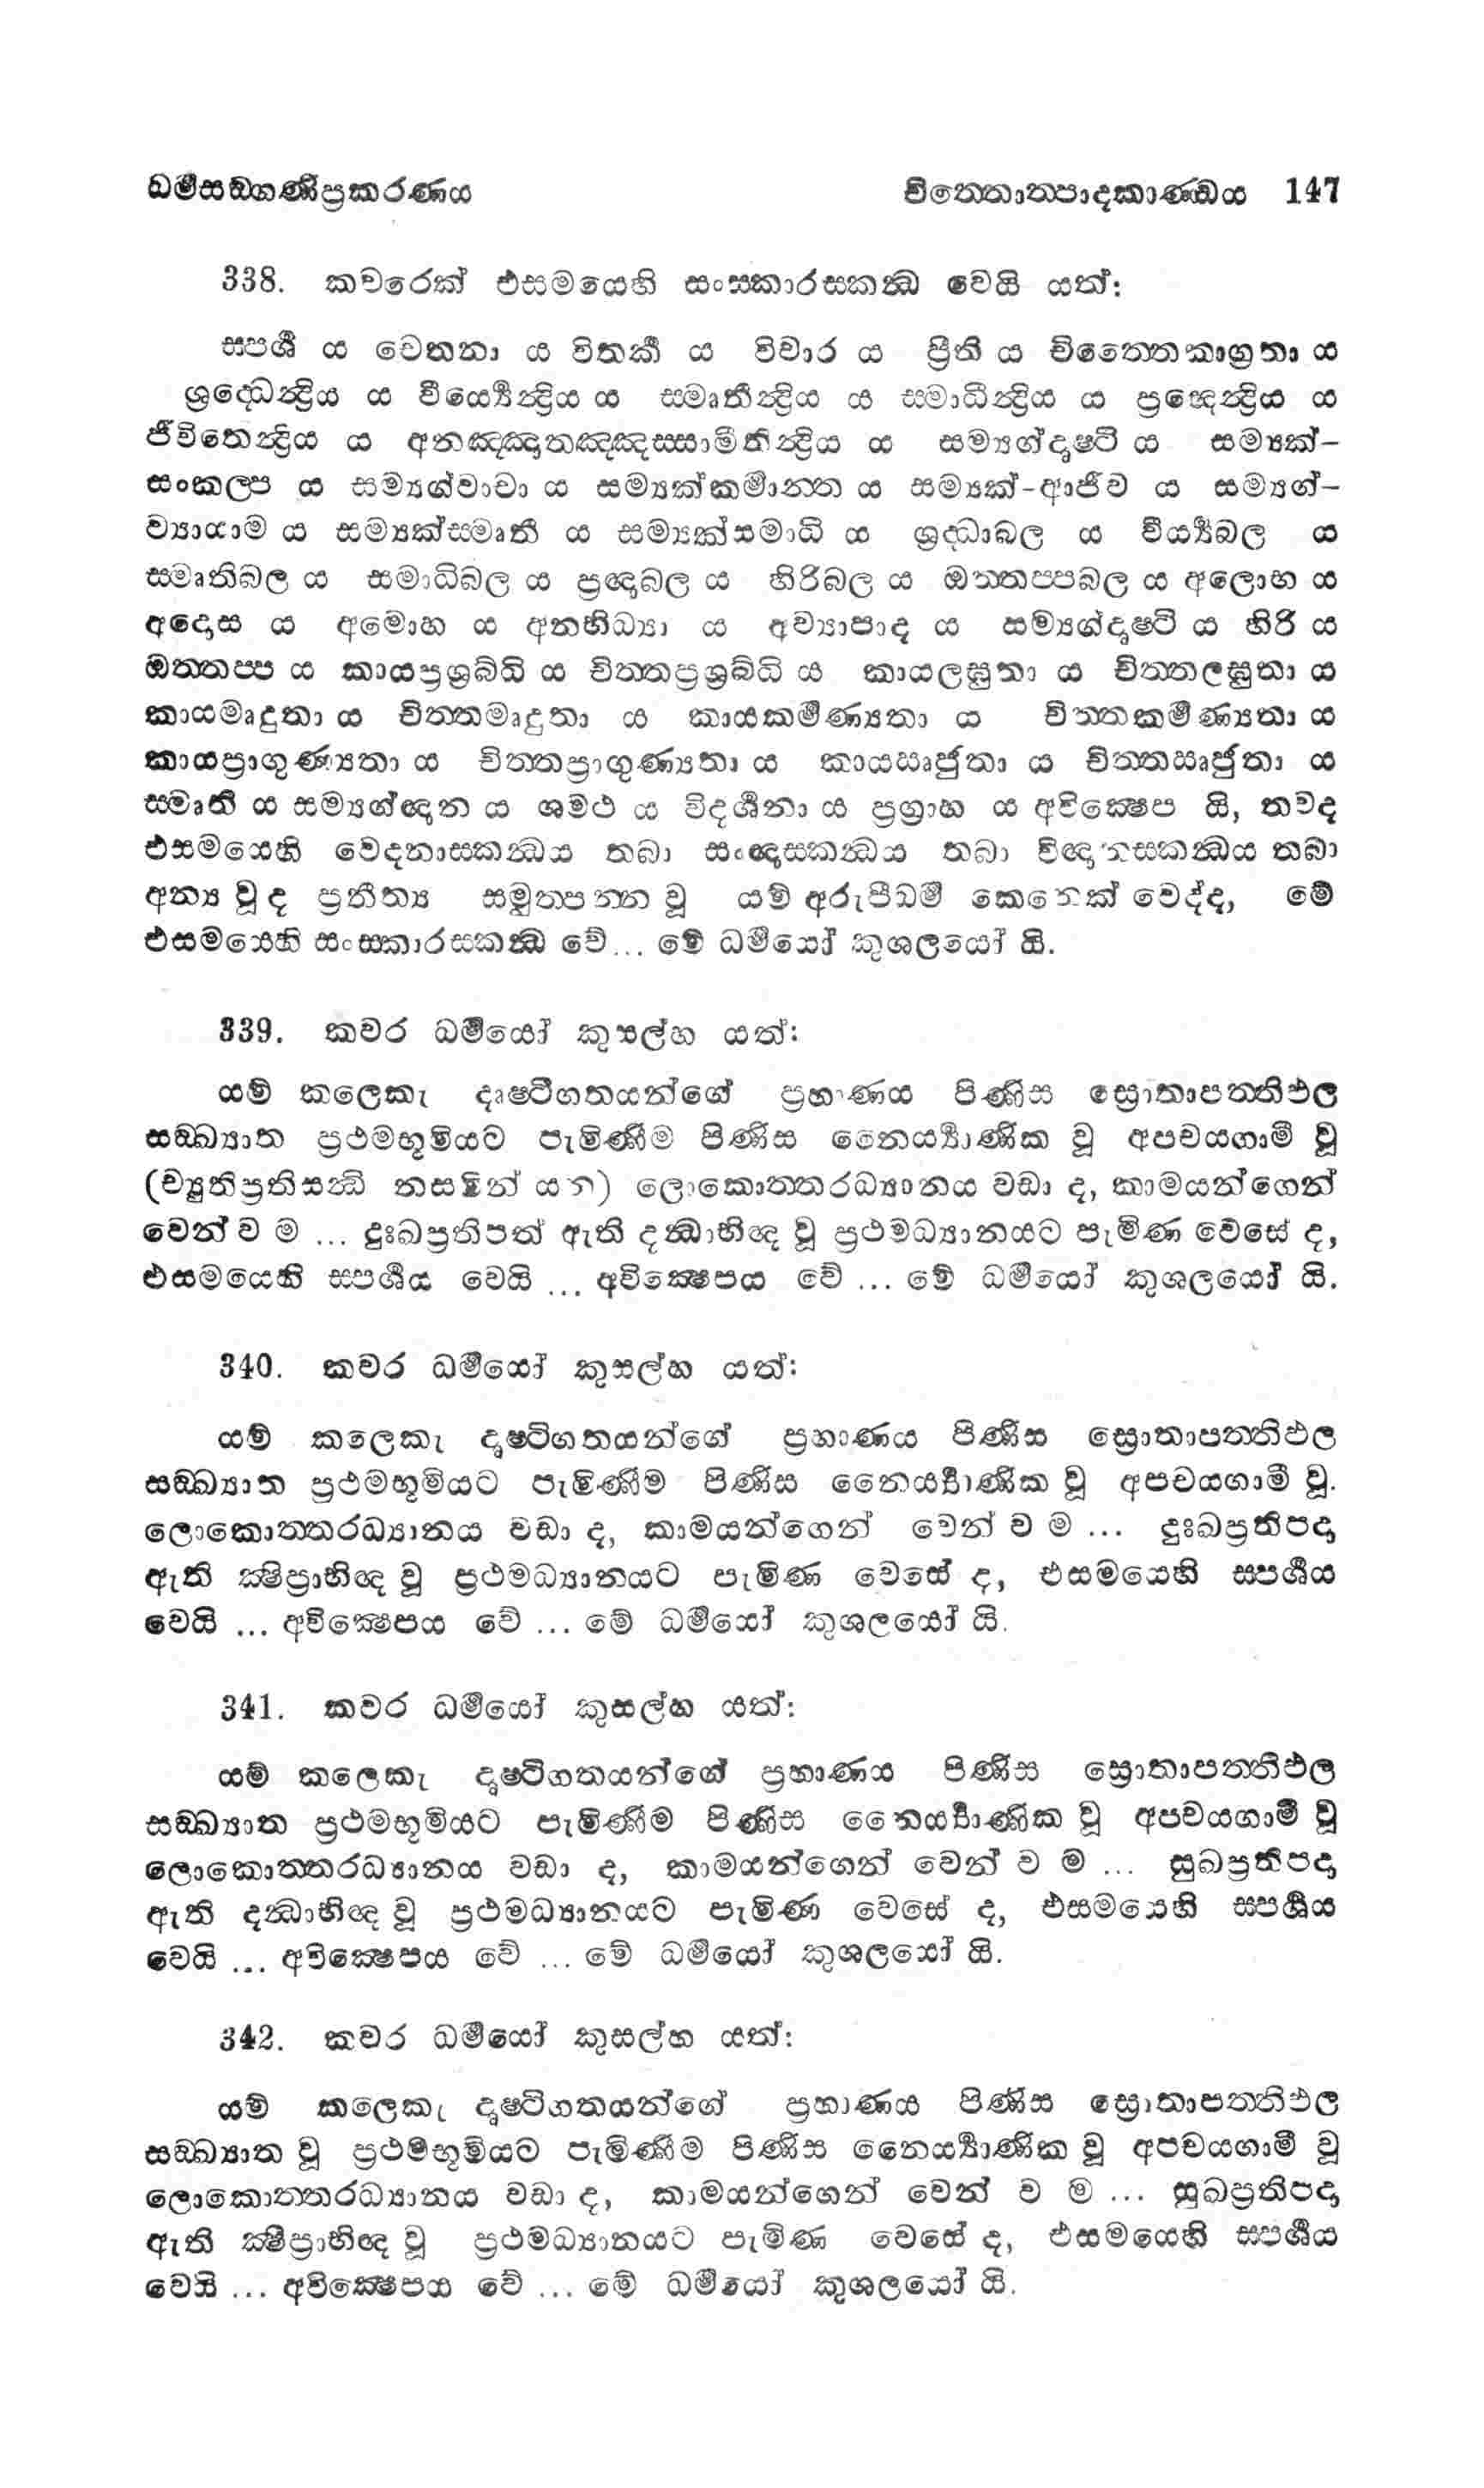 ධර්මසඞ්ගණිප්‍රකරණය චිත්තොත්පාදකාණ්ඩය 147
338. කවරෙක් එසමයෙහි සංස්කාරස්කන්ධ වෙයි යත්:
ස්පර්ශ ය චෙතනා ය විතර්ක ය විචාර ය ප්‍රීති ය චිත්තෛකාග්‍රතා ය
ශ්‍රද්ධෙන්ද්‍රිය ය වීර්ය්‍යෙන්ද්‍රිය ය ස්මෘතීන්ද්‍රිය ය සමාධීන්ද්‍රිය ය ප්‍රඥෙන්ද්‍රිය ය
ජීවිතෙන්ද්‍රිය ය අනඤ්ඤාතඤ්ඤස්සාමීතින්ද්‍රිය ය සම්‍යග්දෘෂ්ටි ය සම්‍යක්-
සංකල්ප ය සම්‍යග්වාචා ය සම්‍යක්කර්මාන්ත ය සම්‍යක්-ආජීව ය සම්‍යග්-
ව්‍යායාම ය සම්‍යක්ස්මෘති ය සම්‍යක්සමාධි ය ශ්‍රද්ධාබල ය වීර්ය්‍යබල ය
ස්මෘතිබල ය සමාධිබල ය ප්‍රඥාබල ය හිරිබල ය ඔත්තප්පබල ය අලොභ ය
අදොස ය අමොහ ය අනභිධ්‍යා ය අව්‍යාපාද ය සම්‍යග්දෘෂ්ටි ය හිරි ය
ඔත්තප්ප ය කායප්‍රශ්‍රබ්ධි ය චිත්තප්‍රශ්‍රබ්ධි ය කායලඝුතා ය චිත්තලඝුතා ය
කායමෘදුතා ය චිත්තමෘදුතා ය කායකර්මණ්‍යතා ය චිත්තකර්මණ්‍යතා ය
කායප්‍රාගුණ්‍යතා ය චිත්තප්‍රාගුණ්‍යතා ය කායඍජුතා ය චිත්තඍජුතා ය
ස්මෘති ය සම්‍යග්ඥාන ය ශමථ ය විදර්ශනා ය ප්‍රග්‍රාහ ය අවික්ෂෙප යි, තවද
එසමයෙහි වෙදනාස්කන්ධය තබා සංඥාස්කන්ධය තබා විඥානස්කන්ධය තබා
අන්‍ය වූ ද ප්‍රතීත්‍ය සමුත්පන්න වූ යම් අරූපීධර්ම කෙනෙක් වෙද්ද, මේ
එසමයෙහි සංස්කාරස්කන්ධ වේ... මේ ධර්මයෝ කුශලයෝ යි.
339. කවර ධර්මයෝ කුසල්හ යත්:
යම් කලෙකැ දෘෂ්ටිගතයන්ගේ ප්‍රහාණය පිණිස ස්‍රොතාපත්තිඵල
සඞ්ඛ්‍යාත ප්‍රථමභූමියට පැමිණීම පිණිස නෛර්ය්‍යාණික වූ අපචයගාමී වූ
(ච්‍යුතිප්‍රතිසන්ධි නසමින් යන) ලොකොත්තරධ්‍යානය වඩා ද, කාමයන්ගෙන්
වෙන් ව ම ... දුඃඛප්‍රතිපත් ඇති දන්ධාභිඥ වූ ප්‍රථමධ්‍යානයට පැමිණ වෙසේ ද,
එසමයෙහි ස්පර්ශය වෙයි ... අවික්ෂෙපය වේ ... මේ ධර්මයෝ කුශලයෝ යි.
340. කවර ධර්මයෝ කුසල්හ යත්:
යම් කලෙකැ දෘෂ්ටිගතයන්ගේ ප්‍රහාණය පිණිස ස්‍රොතාපත්තිඵල
සඞ්ඛ්‍යාත ප්‍රථමභූමියට පැමිණීම පිණිස නෛර්ය්‍යාණික වූ අපචයගාමී වූ.
ලොකොත්තරධ්‍යානය වඩා ද, කාමයන්ගෙන් වෙන් ව ම ... දුඃඛප්‍රතිපදා
ඇති ක්ෂිප්‍රාභිඥ වූ ප්‍රථමධ්‍යානයට පැමිණ වෙසේ ද, එසමයෙහි ස්පර්ශය
වෙයි ... අවික්ෂෙපය වේ ... මේ ධර්මයෝ කුශලයෝ යි.
341. කවර ධර්මයෝ කුසල්හ යත්:
යම් කලෙකැ දෘෂ්ටිගතයන්ගේ ප්‍රහාණය පිණිස ස්‍රොතාපත්තිඵල
සඞ්ඛ්‍යාත ප්‍රථමභූමියට පැමිණීම පිණිස නෛර්ය්‍යාණික වූ අපචයගාමී වූ
ලොකොත්තරධ්‍යානය වඩා ද, කාමයන්ගෙන් වෙන් ව ම ... සුඛප්‍රතිපදා
ඇති දන්ධාභිඥ වූ ප්‍රථමධ්‍යානයට පැමිණ වෙසේ ද, එසමයෙහි ස්පර්ශය
වෙයි ... අවික්ෂෙපය වේ ... මේ ධර්මයෝ කුශලයෝ යි.
342. කවර ධර්මයෝ කුසල්හ යත්:
යම් කලෙකැ දෘෂ්ටිගතයන්ගේ ප්‍රහාණය පිණිස ස්‍රොතාපත්තිඵල
සඞ්ඛ්‍යාත වූ ප්‍රථමභූමියට පැමිණීම පිණිස නෛර්ය්‍යාණික වූ අපචයගාමී වූ
ලොකොත්තරධ්‍යානය වඩා ද, කාමයන්ගෙන් වෙන් ව ම ... සුඛප්‍රතිපදා
ඇති ක්ෂිප්‍රාභිඥ වූ ප්‍රථමධ්‍යානයට පැමිණ වෙසේ ද, එසමයෙහි ස්පර්ශය
වෙයි ... අවික්ෂෙපය වේ ... මේ ධර්මයෝ කුශලයෝ යි.